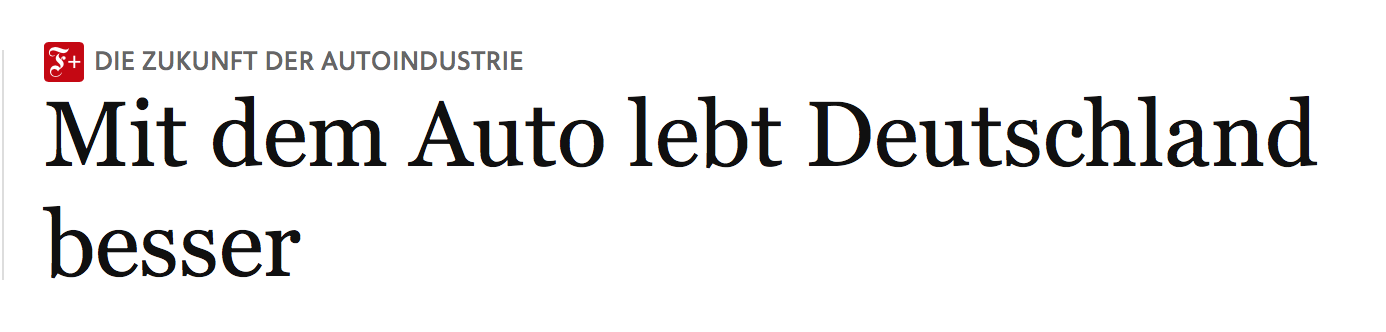 F+ DIE ZUKUNFT DER AUTOINDUSTRIE
Mit dem Auto lebt Deutschland
besser